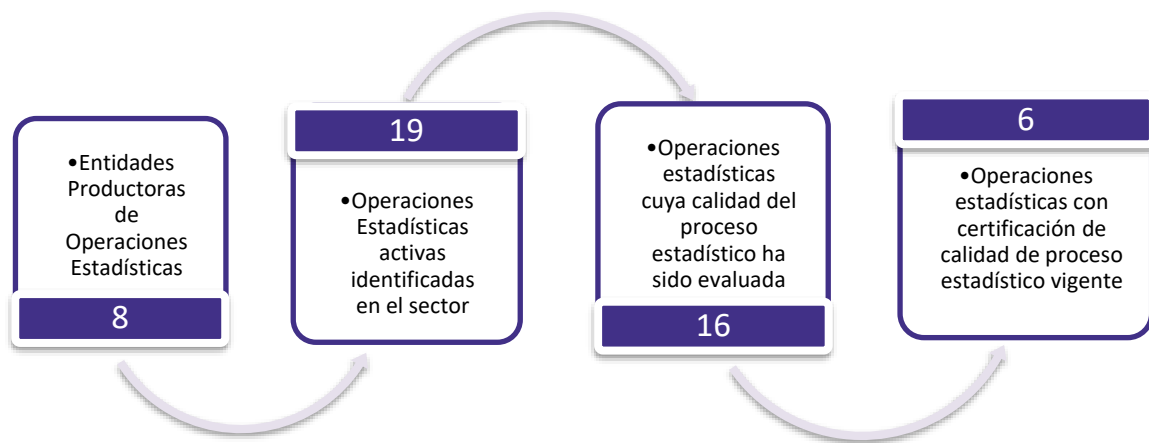 •Entidades
Productoras
de
Operaciones
Estadísticas
8
19
•Operaciones
Estadísticas
activas
identificadas
en el sector
•Operaciones
estadísticas
cuya calidad del
proceso
estadístico ha
sido evaluada
16
6
•Operaciones
estadísticas con
certificación de
calidad de proceso
estadístico vigente